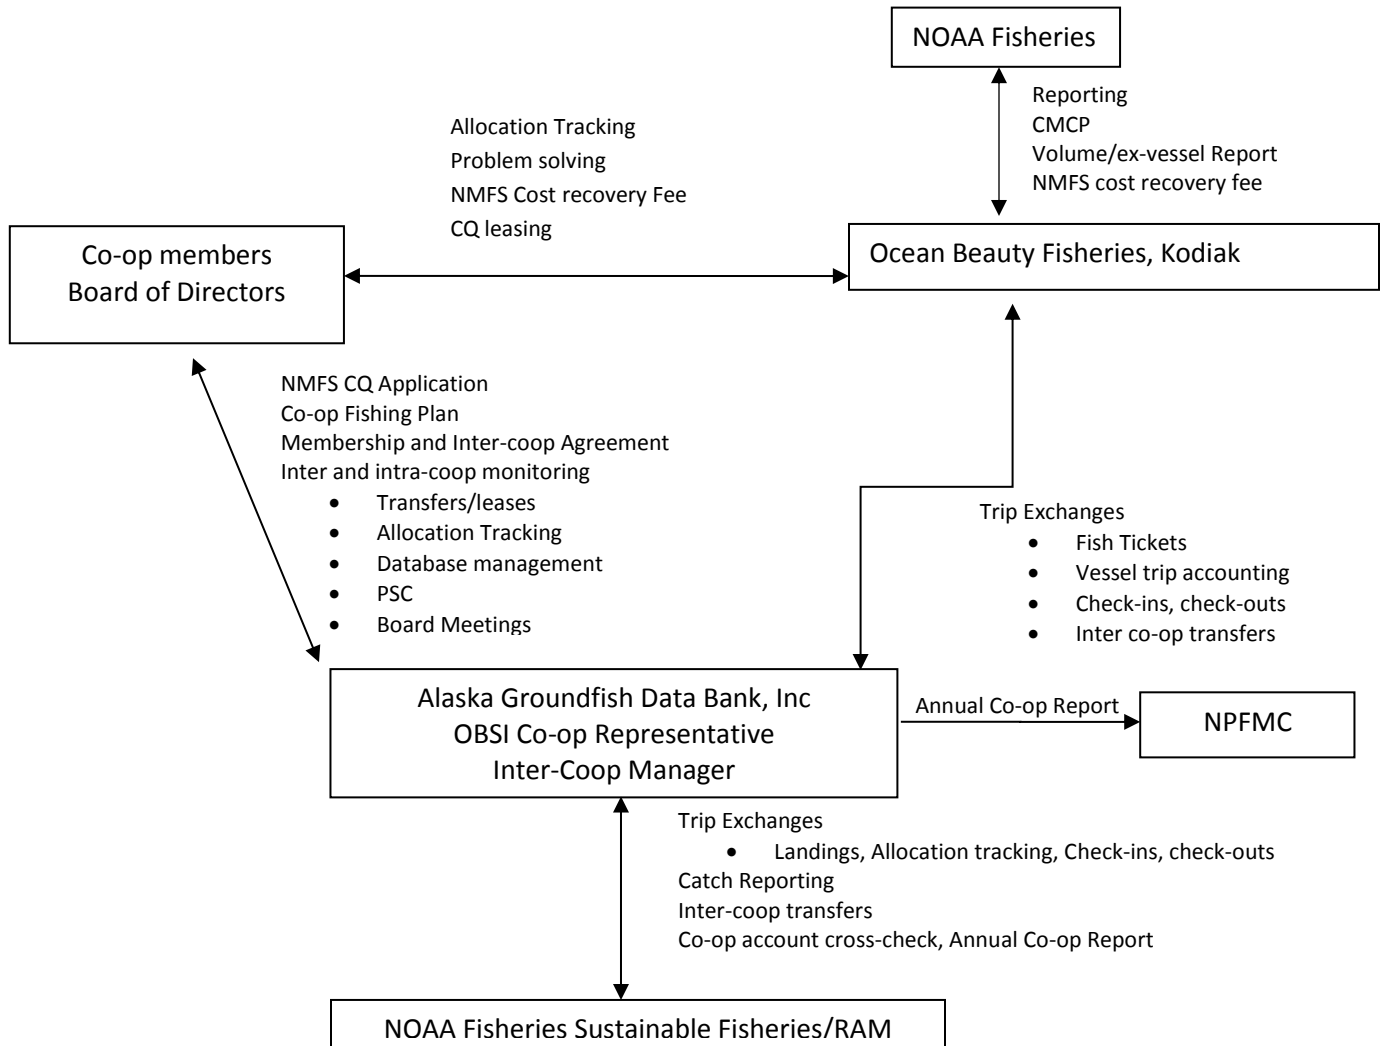 NOAA Fisheries
Reporting
CMCP
Volume/ex-vessel Report
NMFS cost recovery fee
Allocation Tracking
Problem solving
NMFS Cost recovery Fee
CQ leasing
Co-op members
Board of Directors
Ocean Beauty Fisheries, Kodiak
NMFS CQ Application
Co-op Fishing Plan
Membership and Inter-coop Agreement
Inter and intra-coop monitoring
• Transfers/leases
• Allocation Tracking
• Database management
• PSC
• Board Meetings
Trip Exchanges
• Fish Tickets
• Vessel trip accounting
• Check-ins, check-outs
• Inter co-op transfers
Alaska Groundfish Data Bank, Inc
OBSI Co-op Representative
Inter-Coop Manager
Annual Co-op Report
NPFMC
Trip Exchanges
• Landings, Allocation tracking, Check-ins, check-outs
Catch Reporting
Inter-coop transfers
Co-op account cross-check, Annual Co-op Report
NOAA Fisheries Sustainable Fisheries/RAM